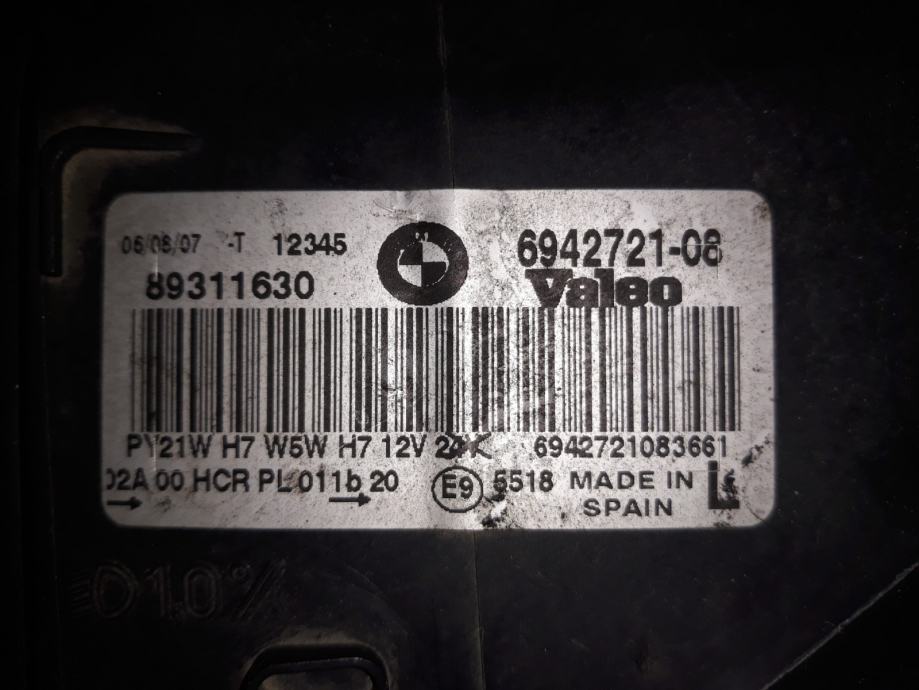 06/08/07 -T 12345
6942721-08
89311630
Valeo
PY21W H7 W5W H7 12V
6942721083661
02A 00 HCR PL 011b 20
E9 5518 MADE IN
SPAIN
L
10%